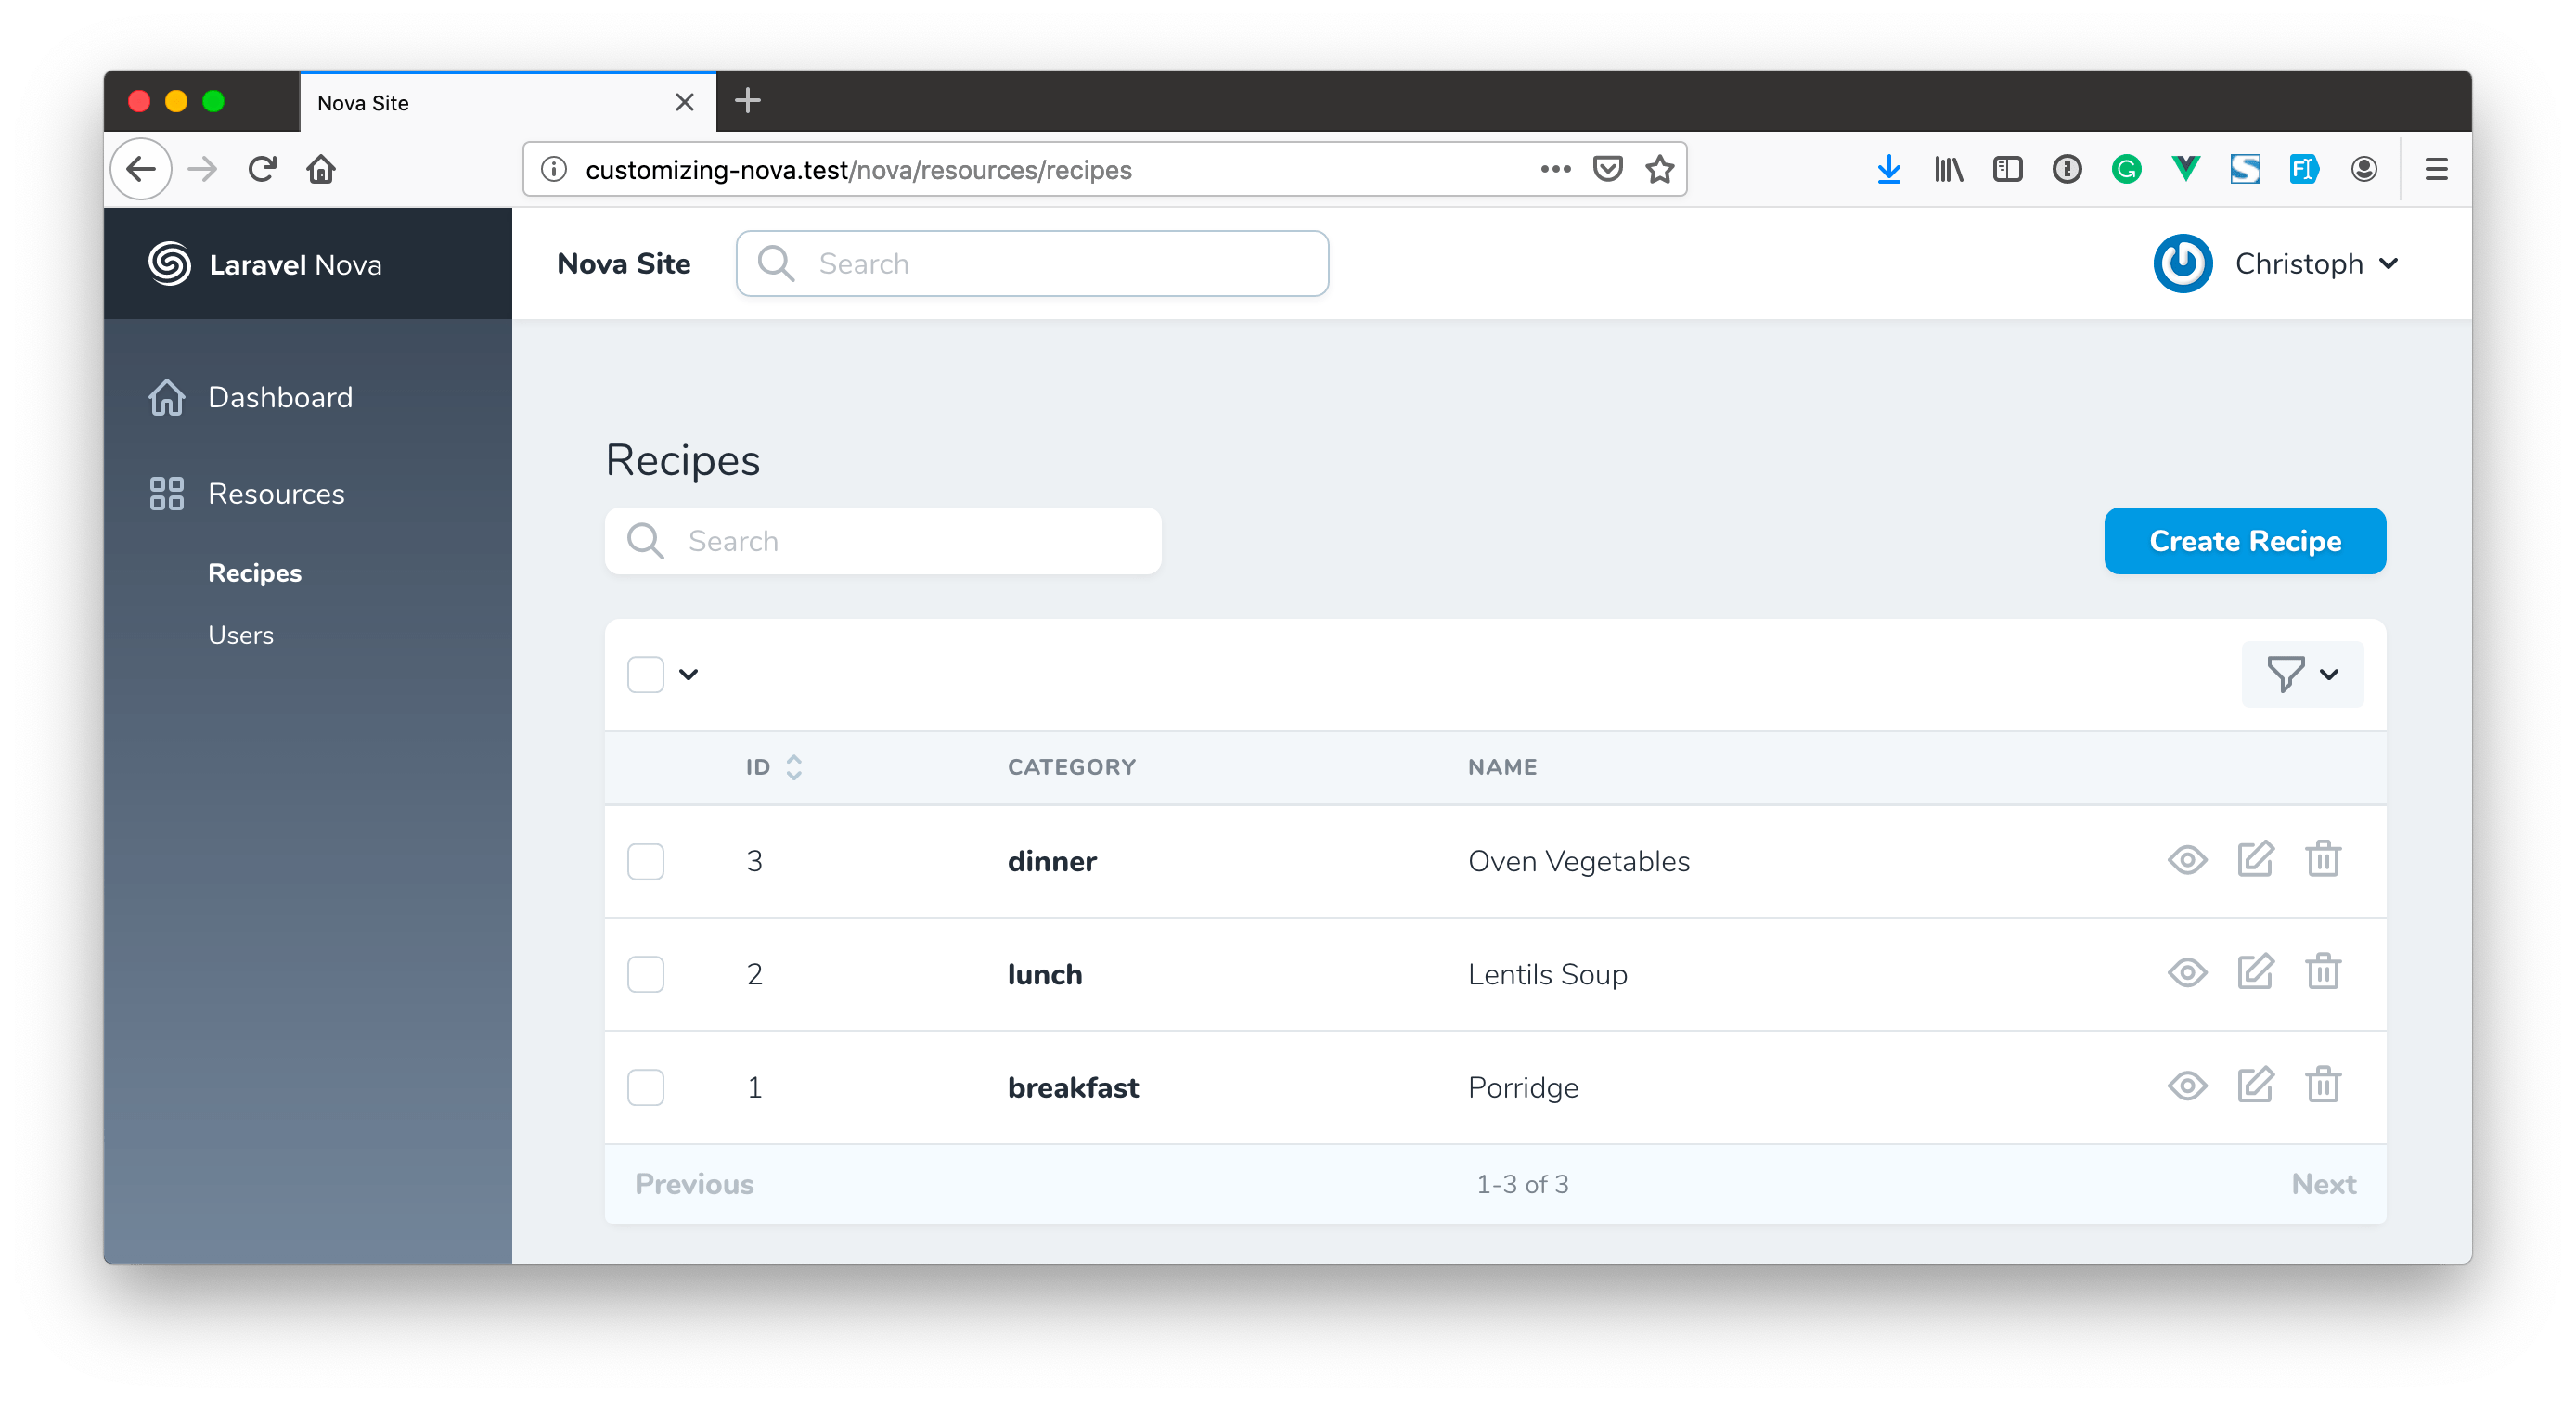 Nova Site
customizing-nova.test/nova/resources/recipes
Laravel Nova
Nova Site
Search
Christoph
Dashboard
Resources
Recipes
Users
Recipes
Search
Create Recipe
ID CATEGORY NAME
3 dinner Oven Vegetables
2 lunch Lentils Soup
1 breakfast Porridge
Previous 1-3 of 3 Next